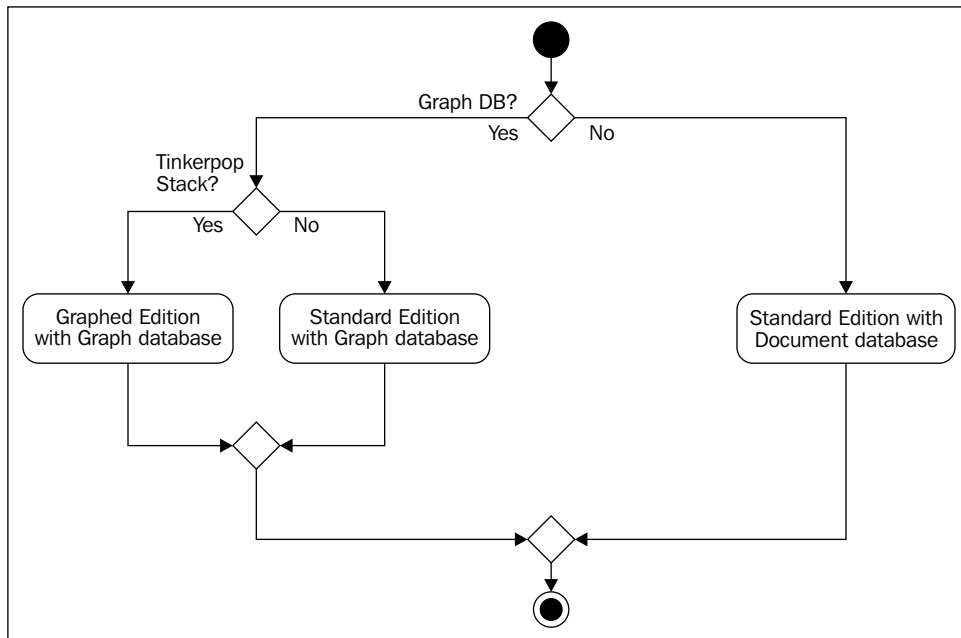 Graph DB?
Yes
No
Tinkerpop
Stack?
Yes
No
Graphed Edition
with Graph database
Standard Edition
with Graph database
Standard Edition with
Document database